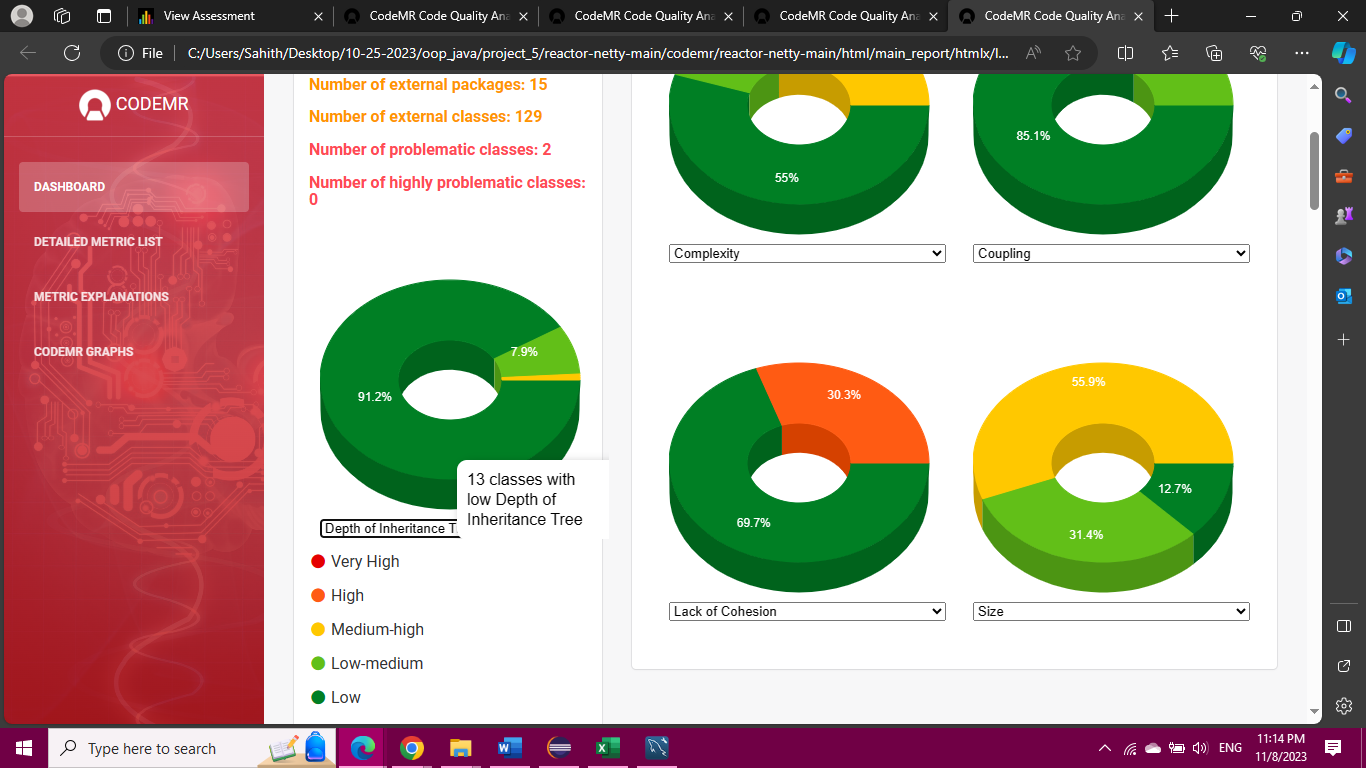 View Assessment
CodeMR Code Quality Ana
CodeMR Code Quality Ana
CodeMR Code Quality Ana
CodeMR Code Quality Ana
File
C:/Users/Sahith/Desktop/10-25-2023/oop_java/project_5/reactor-netty-main/codemr/reactor-netty-main/html/main_report/htmlx/I...
CODEMR
DASHBOARD
DETAILED METRIC LIST
METRIC EXPLANATIONS
CODEMR GRAPHS
Number of external packages: 15
Number of external classes: 129
Number of problematic classes: 2
Number of highly problematic classes:
0
7.9%
91.2%
13 classes with
low Depth of
Inheritance Tree
Depth of Inheritance T
Very High
High
Medium-high
Low-medium
Low
55%
Complexity
85.1%
Coupling
30.3%
69.7%
Lack of Cohesion
55.9%
12.7%
31.4%
Size
Type here to search
ENG
11:14 PM
11/8/2023